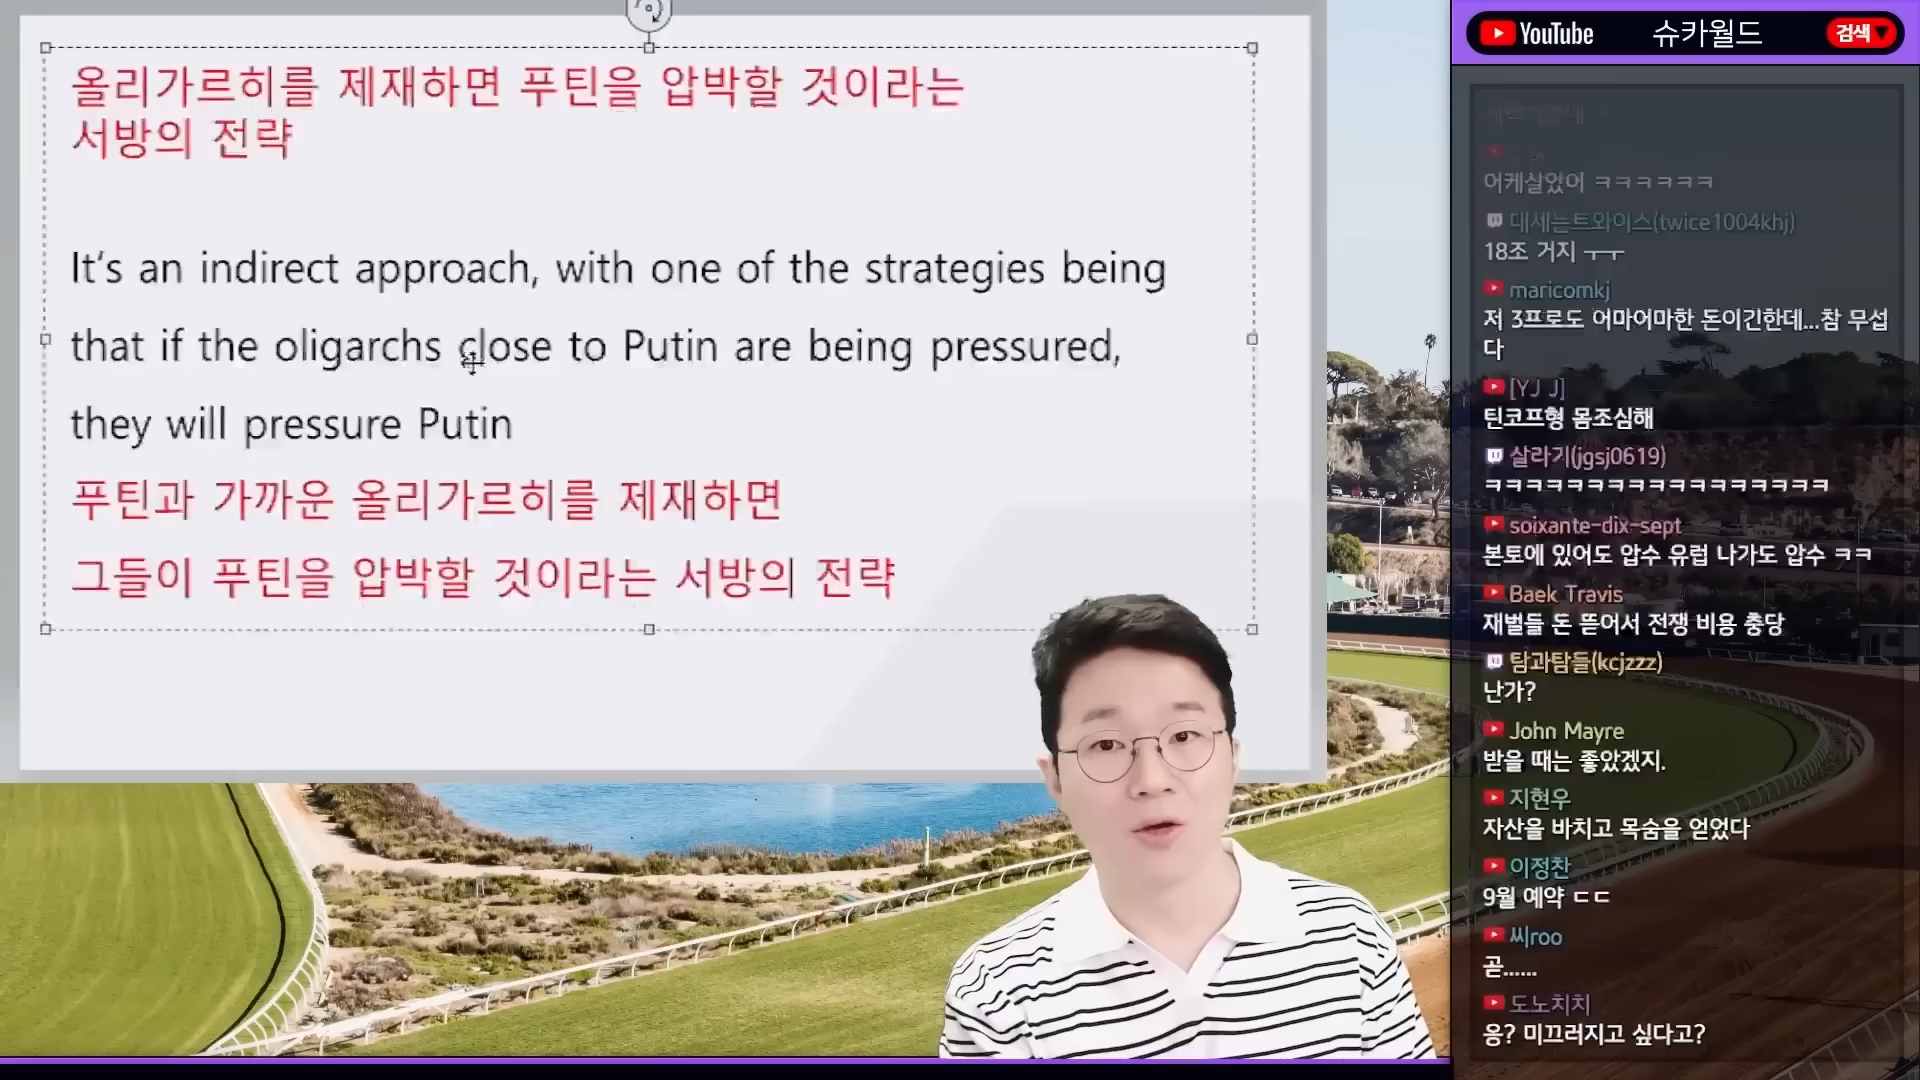 올리가르히를 제재하면 푸틴을 압박할 것이라는
서방의 전략
It's an indirect approach, with one of the strategies being
that if the oligarchs close to Putin are being pressured,
they will pressure Putin
푸틴과 가까운 올리가르히를 제재하면
그들이 푸틴을 압박할 것이라는 서방의 전략
YouTube 슈카월드 검색▼
어케살았어 ㅋㅋㅋㅋㅋㅋ
대세는트와이스(twice1004khj)
18조 거지 ㅜㅜ
maricomkj
저 3프로도 어마어마한 돈이긴한데...참 무섭
다
[YJ J]
틴코프형 몸조심해
살라기(jgsj0619)
ㅋㅋㅋㅋㅋㅋㅋㅋㅋㅋㅋㅋㅋㅋㅋㅋㅋ
soixante-dix-sept
본토에 있어도 압수 유럽 나가도 압수 ㅋㅋ
Baek Travis
재벌들 돈 뜯어서 전쟁 비용 충당
탐과탐들(kcjzzz)
난가?
John Mayre
받을 때는 좋았겠지.
지현우
자산을 바치고 목숨을 얻었다
이정찬
9월 예약 ㄷㄷ
씨roo
곧......
도노치치
응? 미끄러지고 싶다고?